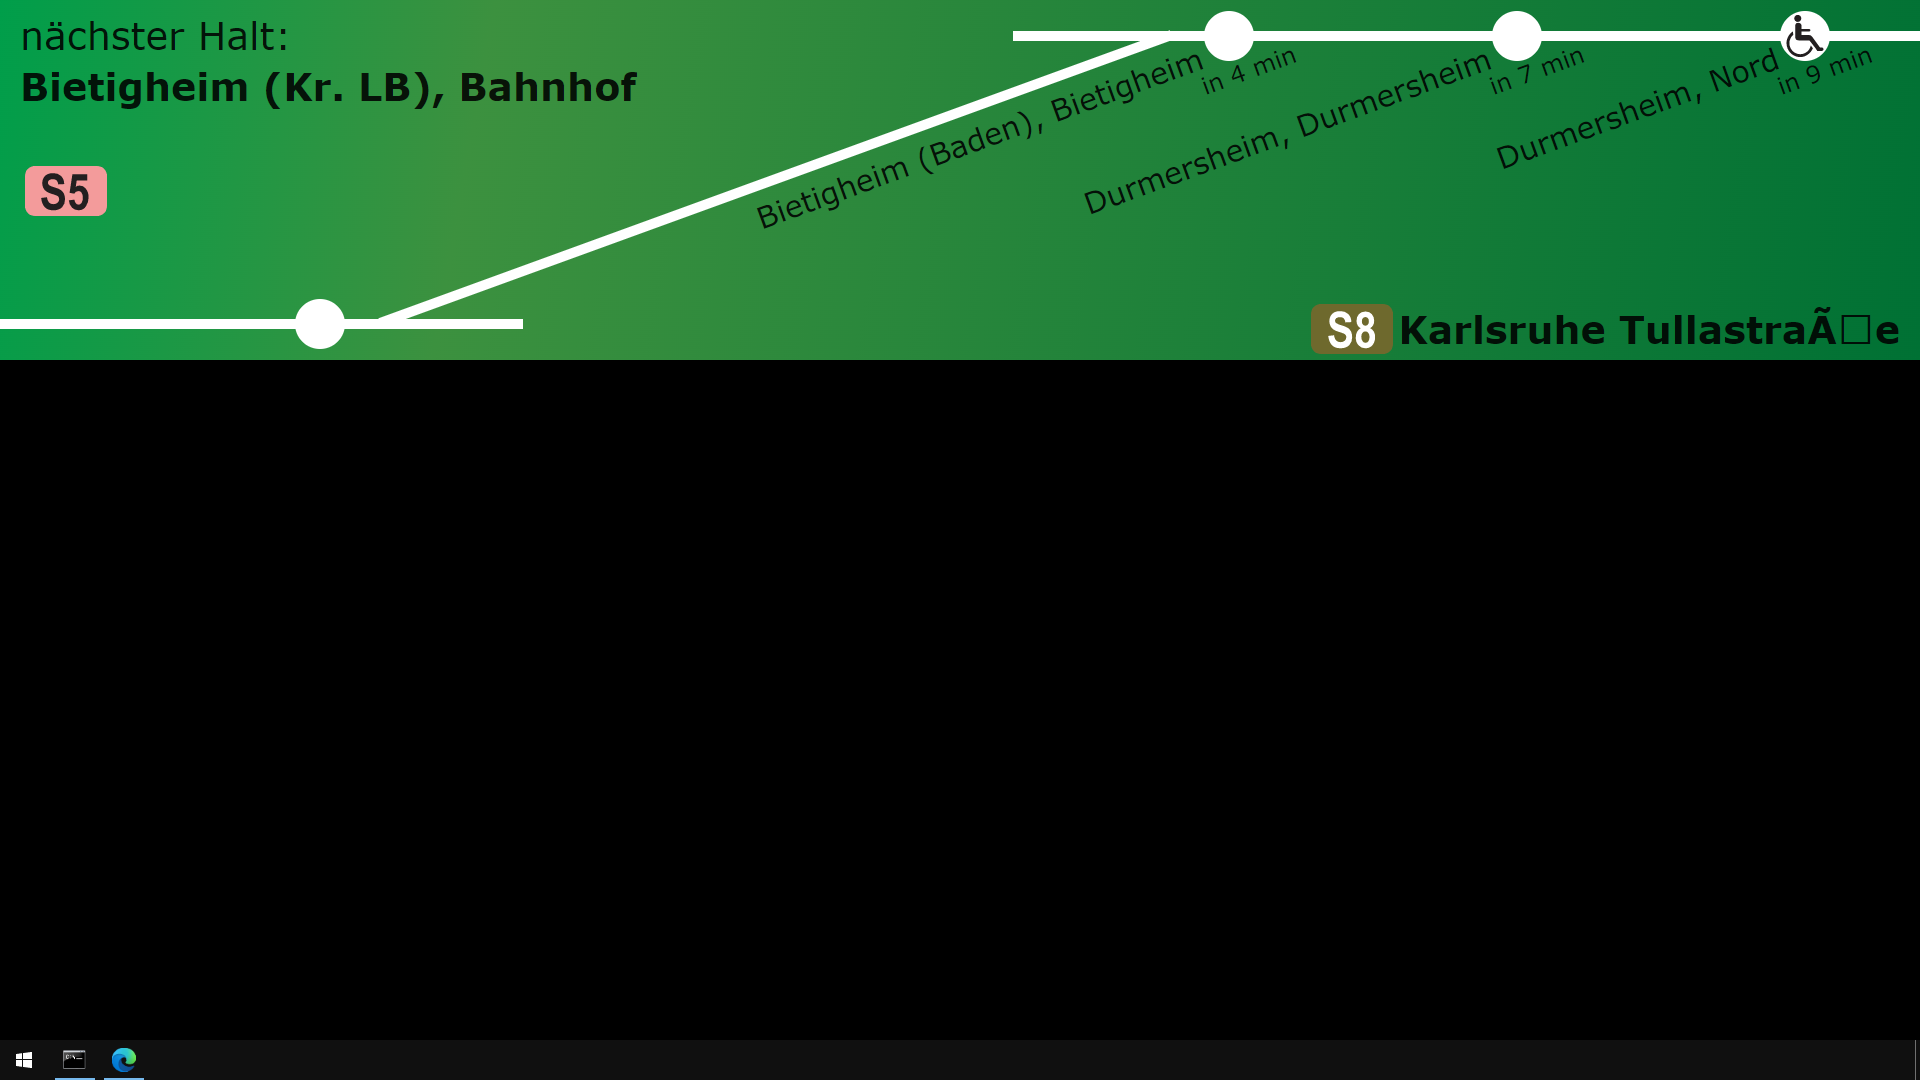 nächster Halt:
Bietigheim (Kr. LB), Bahnhof
S5
Bietigheim (Baden), Bietigheim
in 4 min
Durmersheim, Durmersheim
in 7 min
Durmersheim, Nord
in 9 min
S8 Karlsruhe TullastraÃ□e